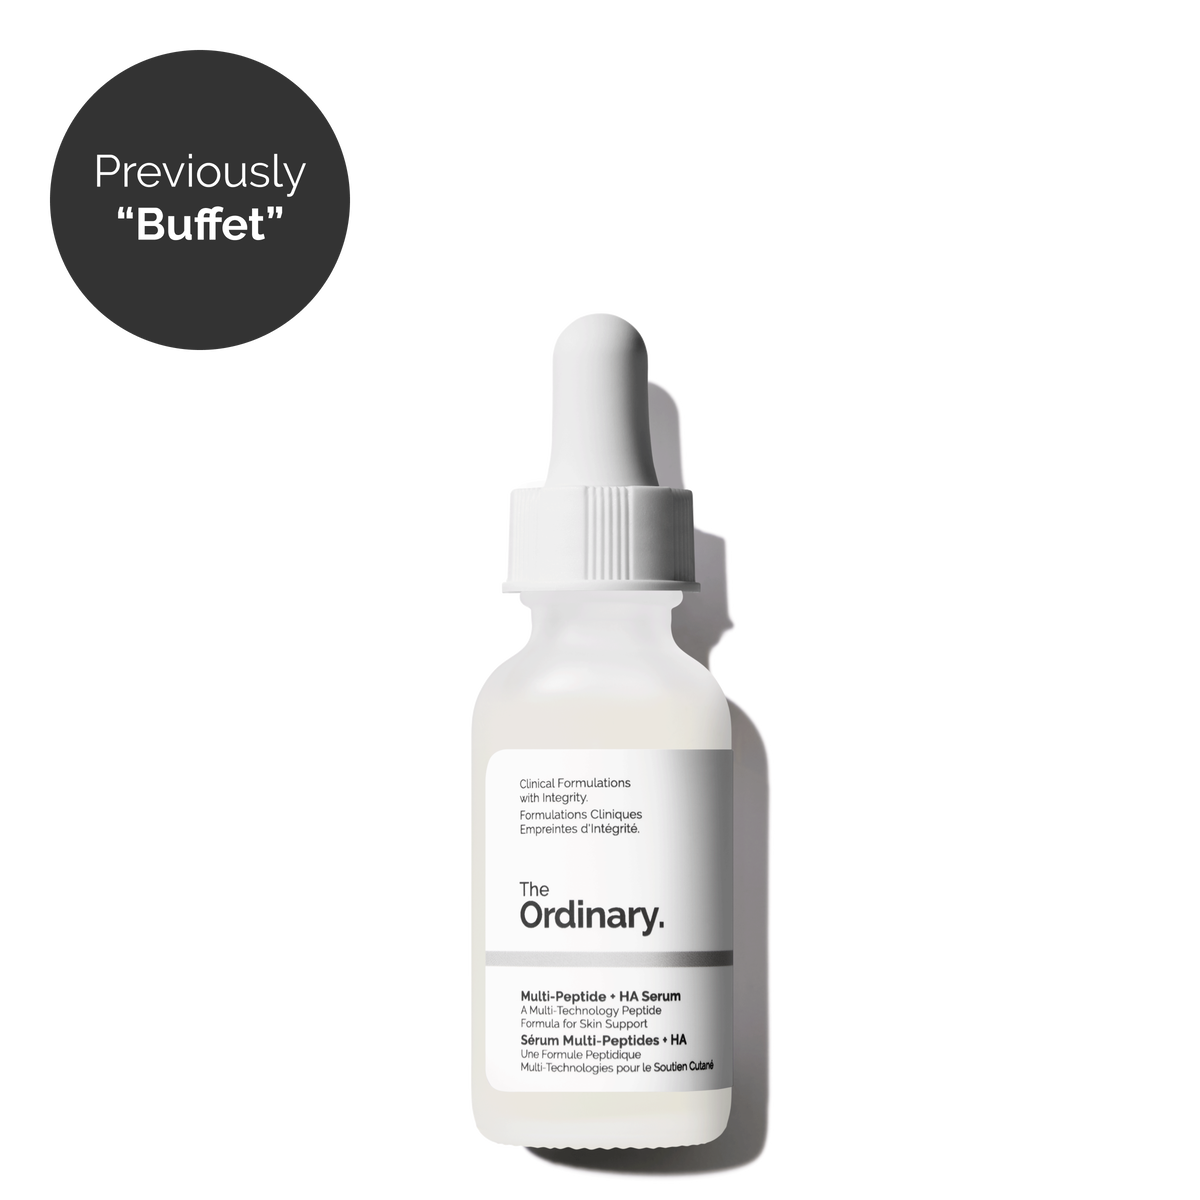 Previously
“Buffet”
Clinical Formulations
with Integrity.
Formulations Cliniques
Empreintes d'Intégrité.
The
Ordinary.
Multi-Peptide + HA Serum
A Multi-Technology Peptide
Formula for Skin Support
Sérum Multi-Peptides + HA
Une Formule Peptidique
Multi-Technologies pour le Soutien Cutané